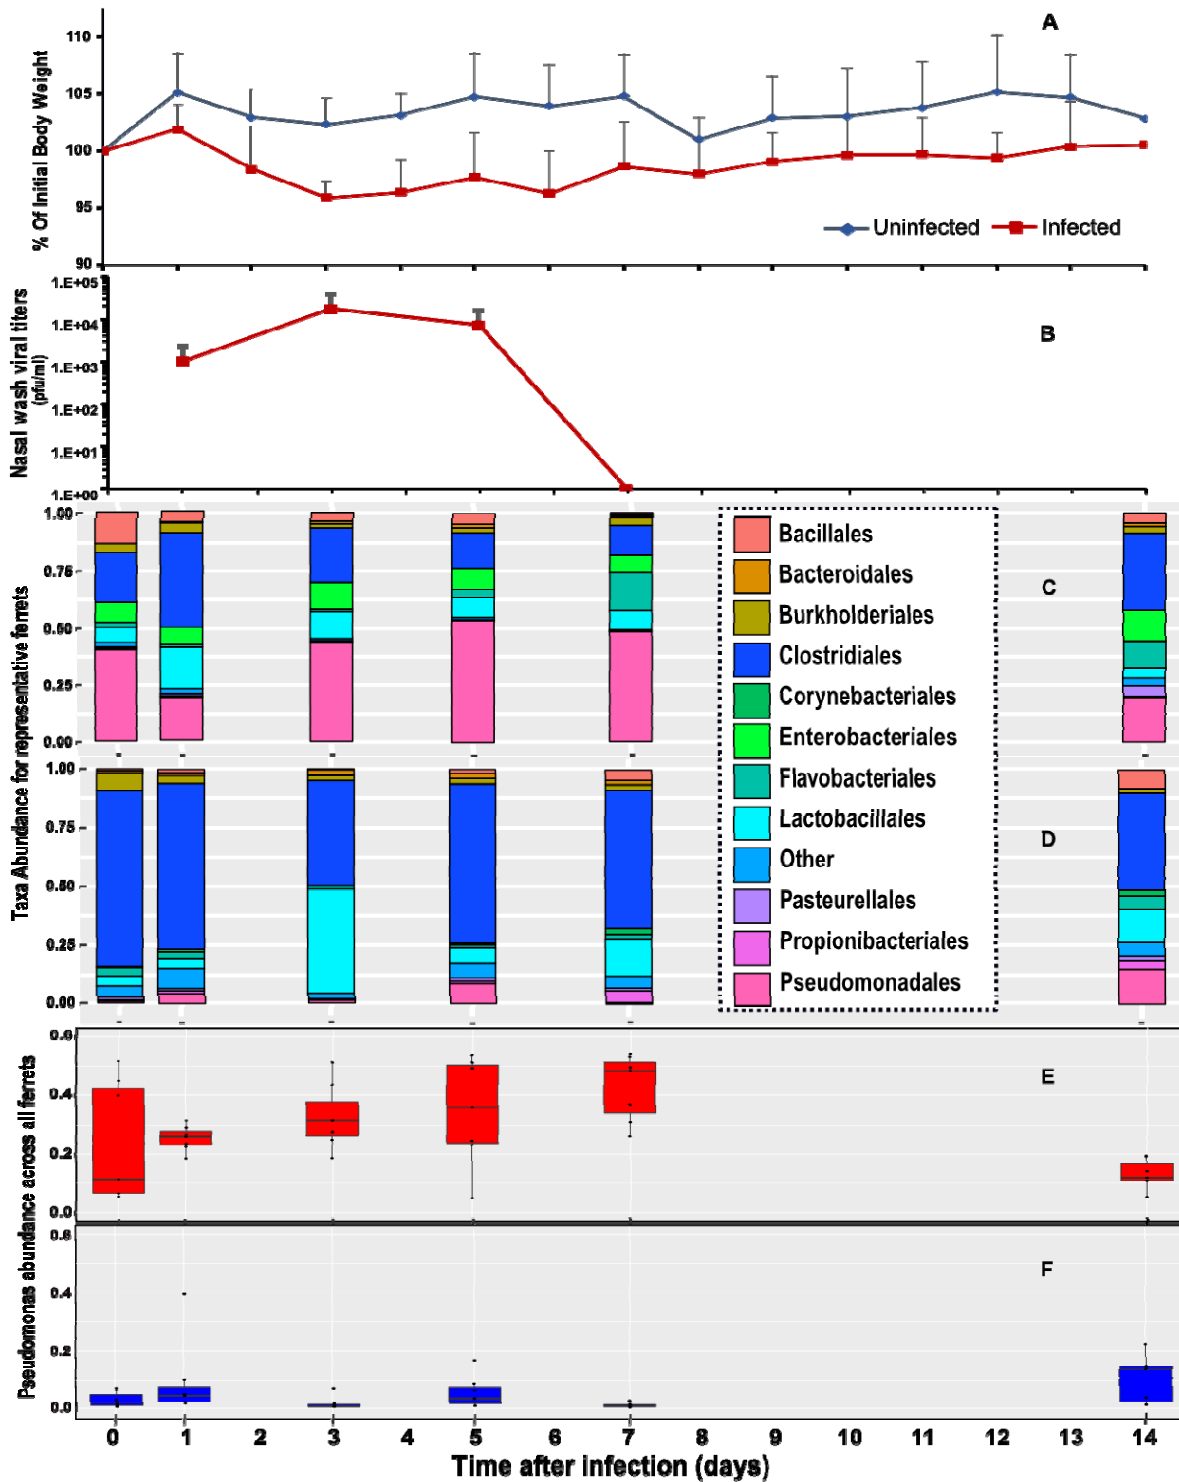 A
% Of Initial Body Weight
110
105
100
95
90
Uninfected
Infected
B
Nasal wash viral titers
(pfu/ml)
1.E+05
1.E+04
1.E+03
1.E+02
1.E+01
1.E+00
Taxa Abundance for representative ferrets
C
1.00
0.75
0.50
0.25
0.00
D
1.00
0.75
0.50
0.25
0.00
Bacillales
Bacteroidales
Burkholderiales
Clostridiales
Corynebacteriales
Enterobacteriales
Flavobacteriales
Lactobacillales
Other
Pasteurellales
Propionibacteriales
Pseudomonadales
Pseudomonas abundance across all ferrets
E
0.6
0.4
0.2
0.0
F
0.6
0.4
0.2
0.0
0 1 2 3 4 5 6 7 8 9 10 11 12 13 14
Time after infection (days)